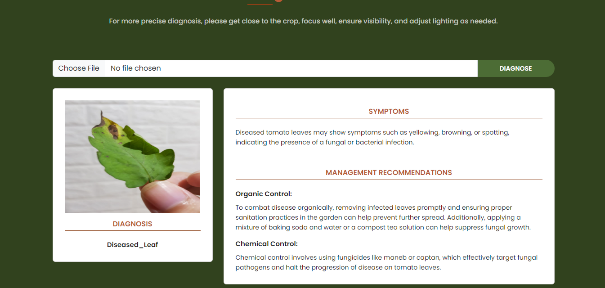 For more precise diagnosis, please get close to the crop, focus well, ensure visibility, and adjust lighting as needed.
Choose File No file chosen
DIAGNOSE
DIAGNOSIS
Diseased_Leaf
SYMPTOMS
Diseased tomato leaves may show symptoms such as yellowing, browning, or spotting,
indicating the presence of a fungal or bacterial infection.
MANAGEMENT RECOMMENDATIONS
Organic Control:
To combat disease organically, removing infected leaves promptly and ensuring proper
sanitation practices in the garden can help prevent further spread. Additionally, applying a
mixture of baking soda and water or a compost tea solution can help suppress fungal growth.
Chemical Control:
Chemical control involves using fungicides like maneb or captan, which effectively target fungal
pathogens and halt the progression of disease on tomato leaves.